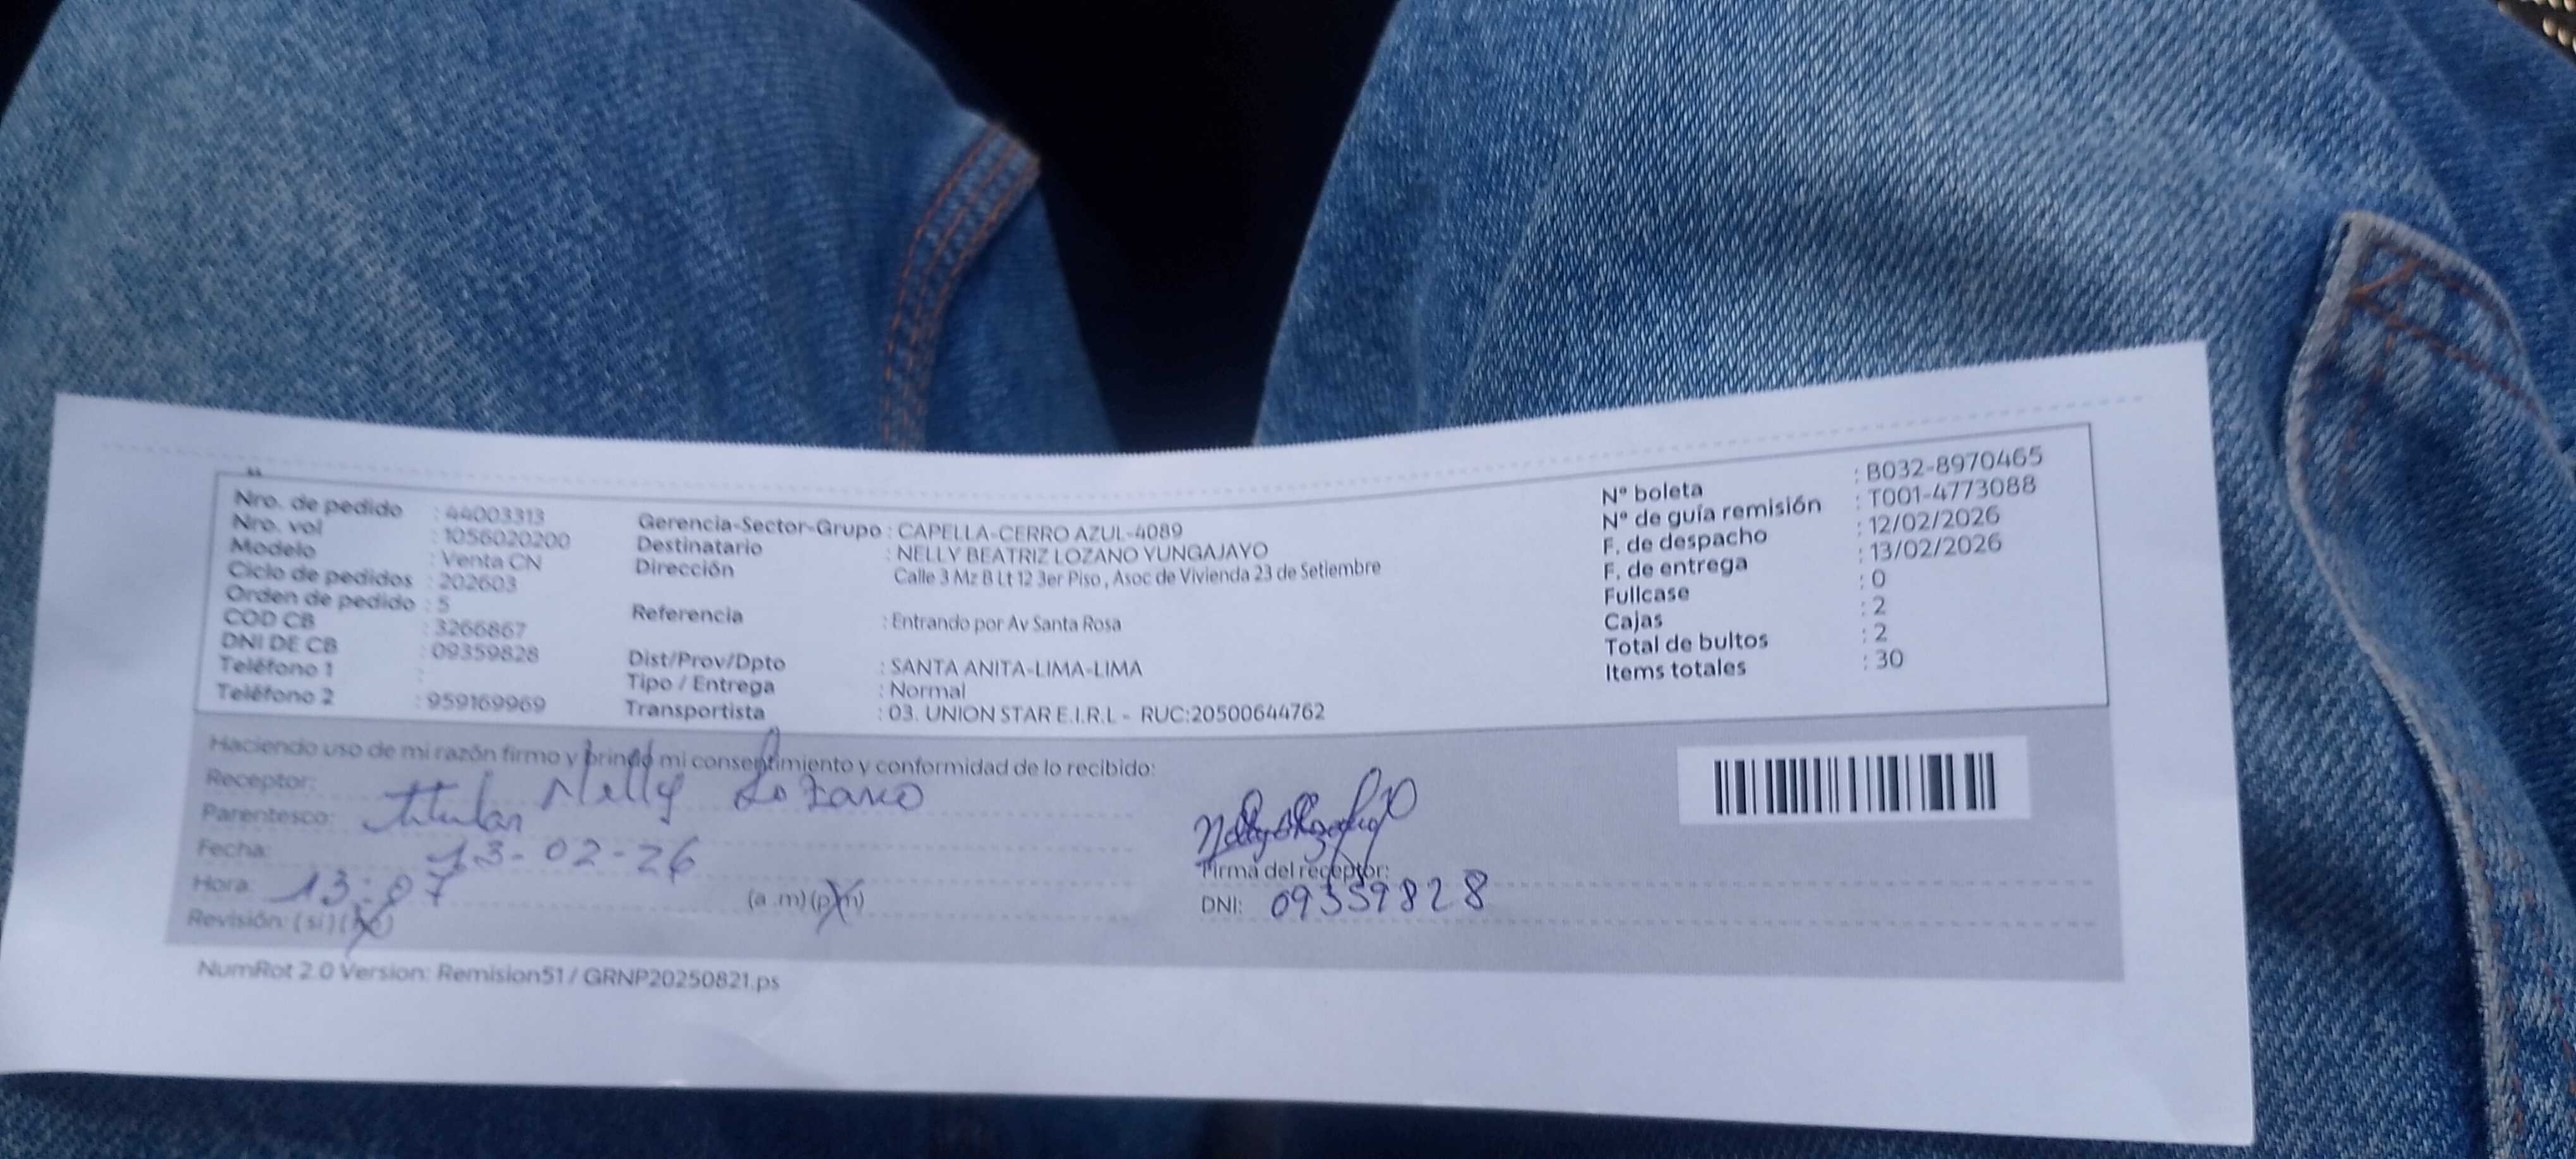 Nro. de pedido : 44003313
Nro. vol : 1056020200
Modelo : Venta CN
Ciclo de pedidos : 202603
Orden de pedido : 5
COD CB : 3266867
DNI DE CB : 09359828
Teléfono 1 :
Teléfono 2 : 959169969
Gerencia-Sector-Grupo : CAPELLA-CERRO AZUL-4089
Destinatario : NELLY BEATRIZ LOZANO YUNGAJAYO
Dirección Calle 3 Mz B Lt 12 3er Piso , Asoc de Vivienda 23 de Setiembre
Referencia : Entrando por Av Santa Rosa
Dist/Prov/Dpto : SANTA ANITA-LIMA-LIMA
Tipo / Entrega : Normal
Transportista : 03. UNION STAR E.I.R.L - RUC:20500644762
Nº boleta : B032-8970465
Nº de guía remisión : T001-4773088
F. de despacho : 12/02/2026
F. de entrega : 13/02/2026
Fullcase : 0
Cajas : 2
Total de bultos : 2
Items totales : 30
Haciendo uso de mi razón firmo y brindo mi consentimiento y conformidad de lo recibido:
Receptor: Nelly Lozano
Parentesco: titular
Fecha: 13-02-26
Hora: 13:07 (a .m) (p.m)
Revisión: (si) (no)
Firma del receptor:
DNI: 09359828
NumRot 2.0 Version: Remision51 / GRNP20250821.ps